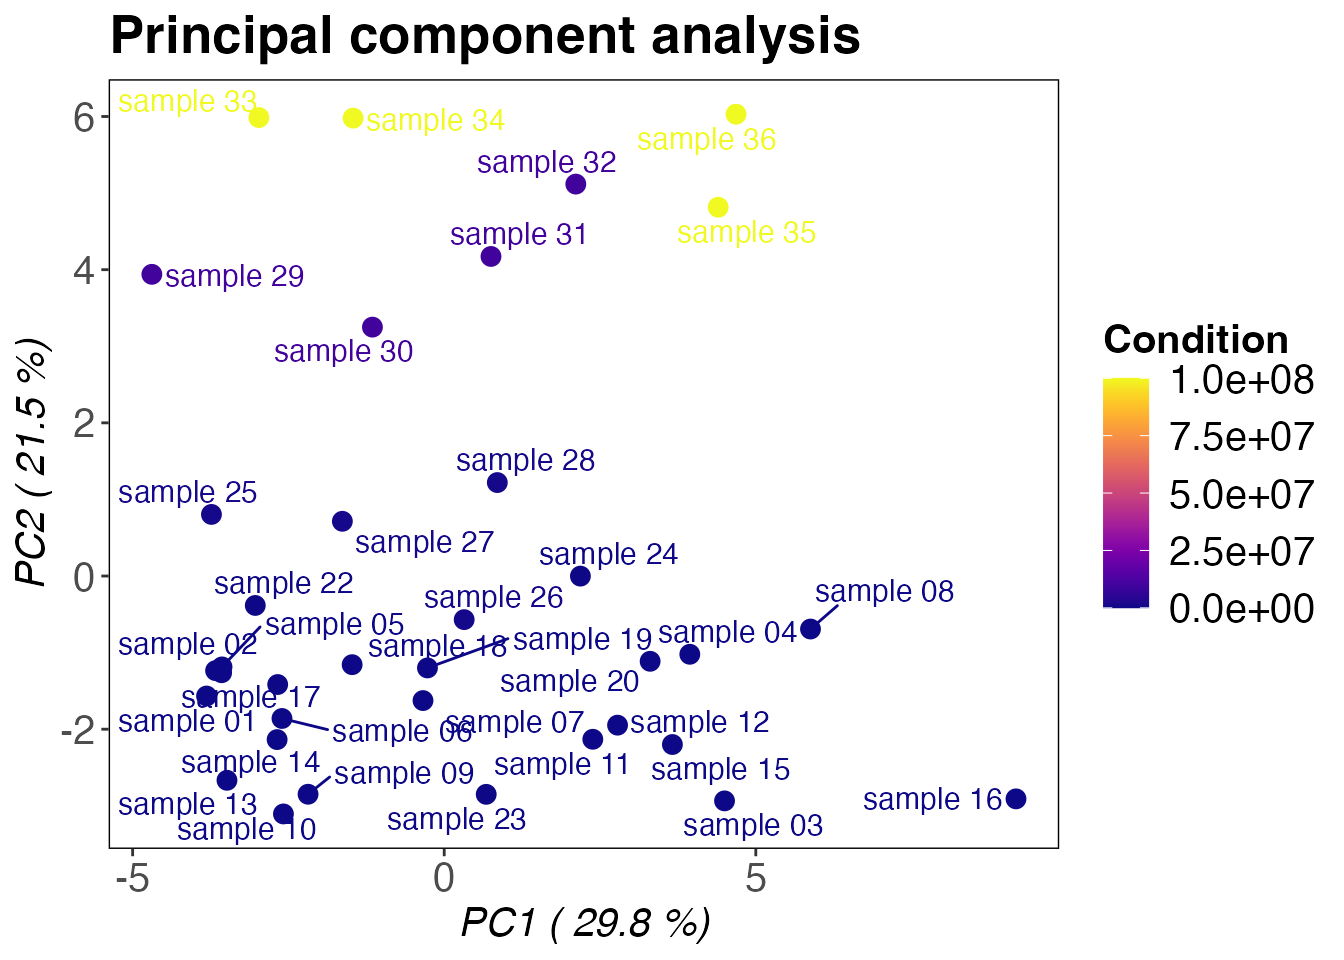 Principal component analysis
sample 33
sample 34
sample 36
sample 32
sample 35
sample 31
sample 29
sample 30
sample 28
sample 25
sample 27
sample 24
sample 22
sample 26
sample 08
sample 05
sample 02
sample 18
sample 19
sample 04
sample 17
sample 20
sample 01
sample 06
sample 07
sample 12
sample 14
sample 11
sample 15
sample 09
sample 13
sample 10
sample 23
sample 03
sample 16
6
4
2
0
-2
PC2 ( 21.5 %)
-5
0
5
PC1 ( 29.8 %)
Condition
1.0e+08
7.5e+07
5.0e+07
2.5e+07
0.0e+00